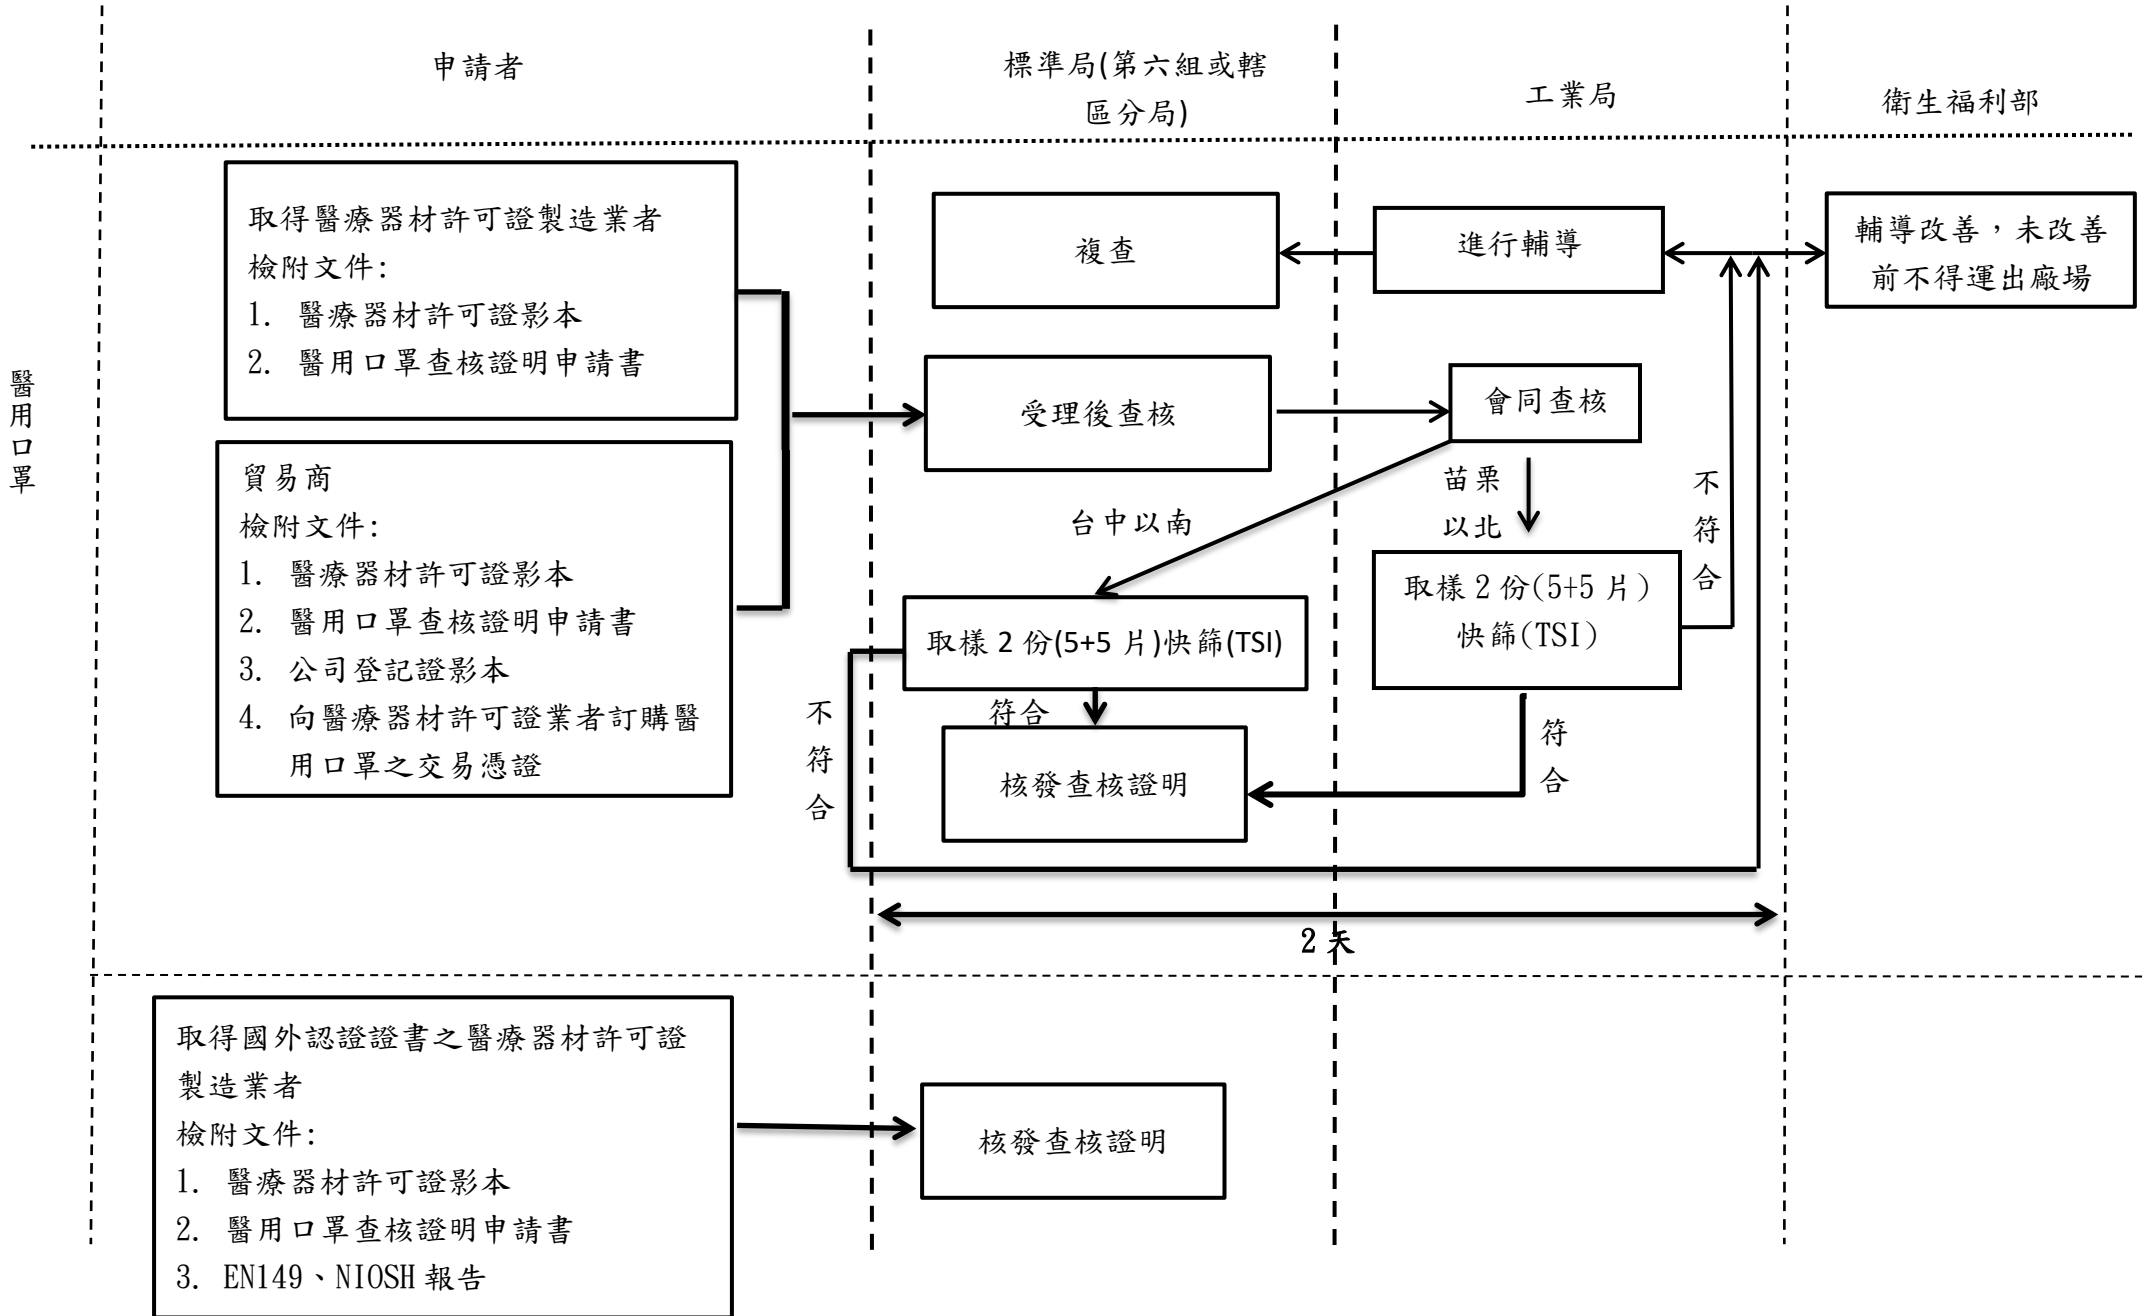 申請者
標準局(第六組或轄
區分局)
工業局
衛生福利部
醫用口罩
取得醫療器材許可證製造業者
檢附文件:
1. 醫療器材許可證影本
2. 醫用口罩查核證明申請書
複查
進行輔導
輔導改善，未改善
前不得運出廠場
受理後查核
會同查核
貿易商
檢附文件:
1. 醫療器材許可證影本
2. 醫用口罩查核證明申請書
3. 公司登記證影本
4. 向醫療器材許可證業者訂購醫
用口罩之交易憑證
台中以南
苗栗
以北
不符合
取樣 2 份(5+5 片)快篩(TSI)
取樣 2 份(5+5 片)
快篩(TSI)
不符合
符合
符合
核發查核證明
2 天
取得國外認證證書之醫療器材許可證
製造業者
檢附文件:
1. 醫療器材許可證影本
2. 醫用口罩查核證明申請書
3. EN149、NIOSH 報告
核發查核證明